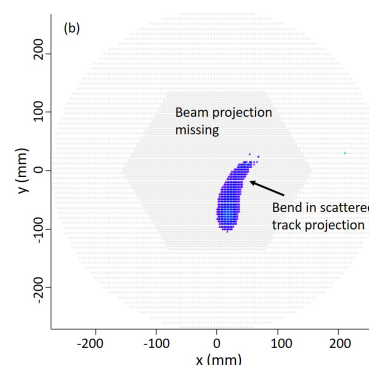 (b)
200
100
0
-100
-200
y (mm)
Beam projection
missing
Bend in scattered
track projection
-200
-100
0
100
200
x (mm)